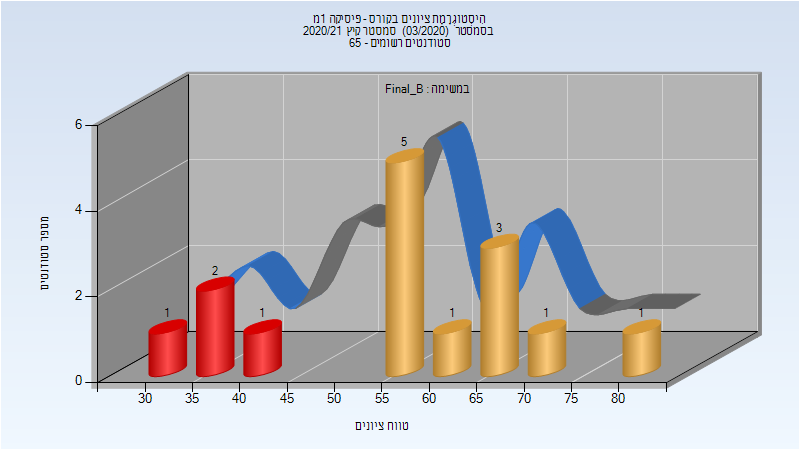 היסטוגרמת ציונים בקורס - פיסיקה 1מ
בסמסטר (03/2020) סמסטר קיץ 2020/21
סטודנטים רשומים - 65
במשימה : Final_B
מספר סטודנטים
6
4
2
0
1
2
1
5
1
3
1
1
30 35 40 45 55 60 65 70 75 80
טווח ציונים